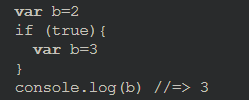 var b=2
if (true){
  var b=3
}
console.log(b) //=> 3